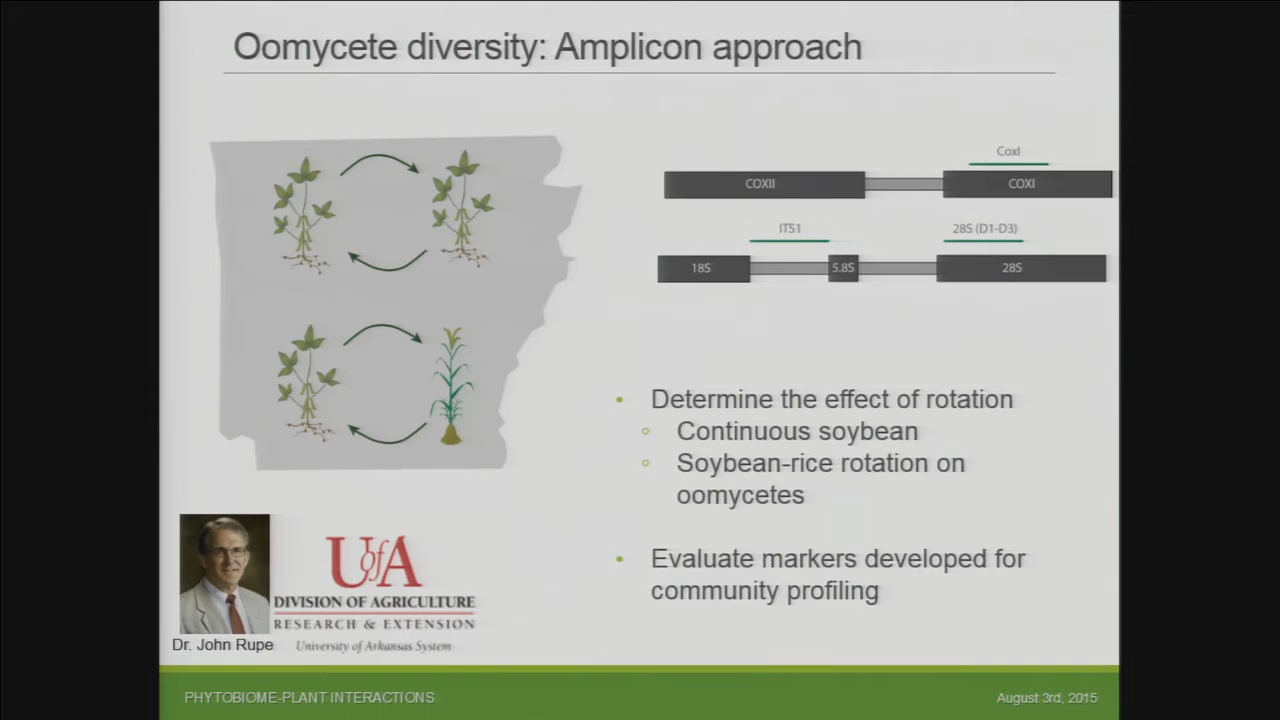 Oomycete diversity: Amplicon approach
CoxI
COXII
COXI
ITS1
28S (D1-D3)
18S
5.8S
28S
• Determine the effect of rotation
○ Continuous soybean
○ Soybean-rice rotation on
oomycetes
• Evaluate markers developed for
community profiling
UofA
DIVISION OF AGRICULTURE
RESEARCH & EXTENSION
University of Arkansas System
Dr. John Rupe
PHYTOBIOME-PLANT INTERACTIONS
August 3rd, 2015